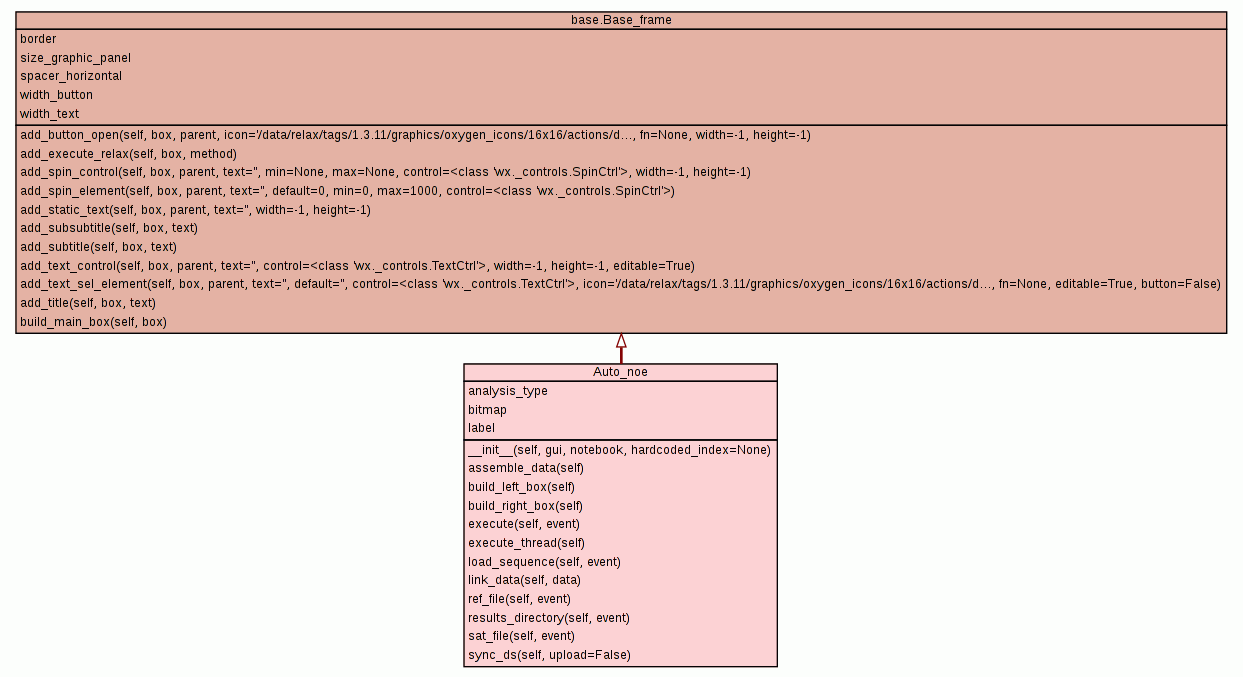 base.Base_frame
border
size_graphic_panel
spacer_horizontal
width_button
width_text
add_button_open(self, box, parent, icon='/data/relax/tags/1.3.11/graphics/oxygen_icons/16x16/actions/d..., fn=None, width=-1, height=-1)
add_execute_relax(self, box, method)
add_spin_control(self, box, parent, text='', min=None, max=None, control=<class 'wx._controls.SpinCtrl'>, width=-1, height=-1)
add_spin_element(self, box, parent, text='', default=0, min=0, max=1000, control=<class 'wx._controls.SpinCtrl'>)
add_static_text(self, box, parent, text='', width=-1, height=-1)
add_subsubtitle(self, box, text)
add_subtitle(self, box, text)
add_text_control(self, box, parent, text='', control=<class 'wx._controls.TextCtrl'>, width=-1, height=-1, editable=True)
add_text_sel_element(self, box, parent, text='', default='', control=<class 'wx._controls.TextCtrl'>, icon='/data/relax/tags/1.3.11/graphics/oxygen_icons/16x16/actions/d..., fn=None, editable=True, button=False)
add_title(self, box, text)
build_main_box(self, box)
Auto_noe
analysis_type
bitmap
label
__init__(self, gui, notebook, hardcoded_index=None)
assemble_data(self)
build_left_box(self)
build_right_box(self)
execute(self, event)
execute_thread(self)
load_sequence(self, event)
link_data(self, data)
ref_file(self, event)
results_directory(self, event)
sat_file(self, event)
sync_ds(self, upload=False)